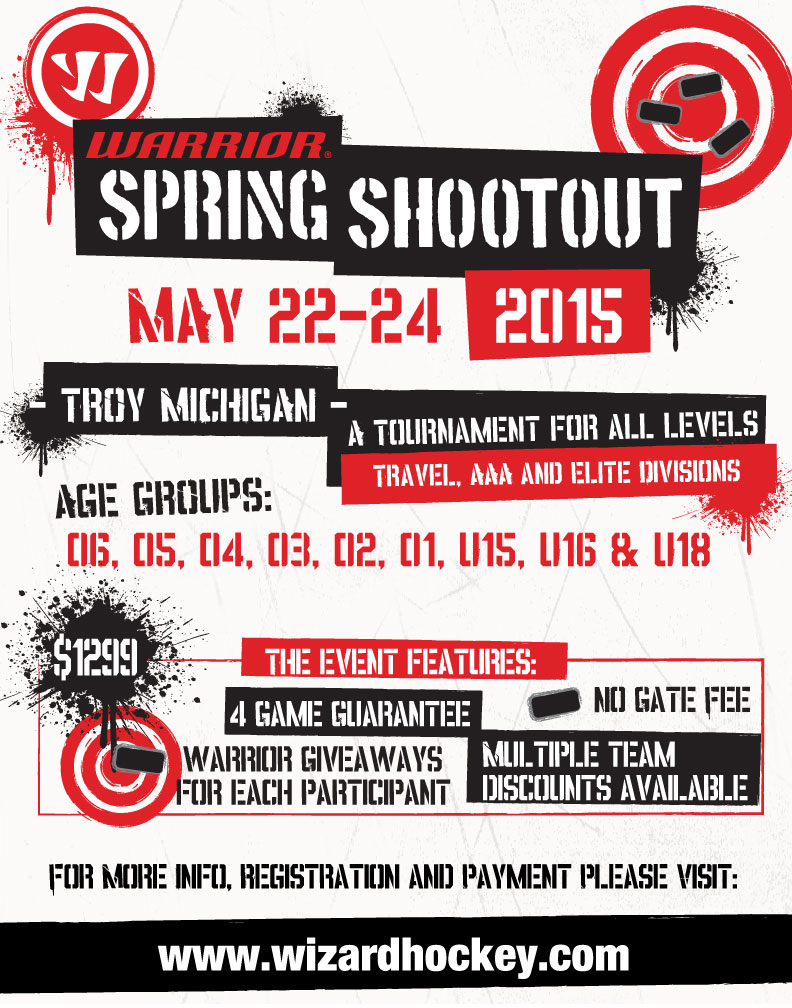 WARRIOR®
SPRING SHOOTOUT
MAY 22-24 2015
- TROY MICHIGAN -
A TOURNAMENT FOR ALL LEVELS
TRAVEL, AAA AND ELITE DIVISIONS
AGE GROUPS:
06, 05, 04, 03, 02, 01, U15, U16 & U18
$1299
THE EVENT FEATURES:
4 GAME GUARANTEE
NO GATE FEE
WARRIOR GIVEAWAYS
FOR EACH PARTICIPANT
MULTIPLE TEAM
DISCOUNTS AVAILABLE
FOR MORE INFO, REGISTRATION AND PAYMENT PLEASE VISIT:
www.wizardhockey.com